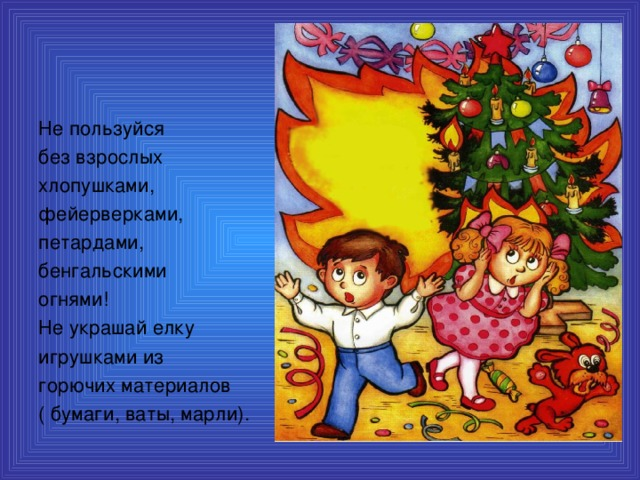 Не пользуйся
без взрослых
хлопушками,
фейерверками,
петардами,
бенгальскими
огнями!
Не украшай елку
игрушками из
горючих материалов
( бумаги, ваты, марли).